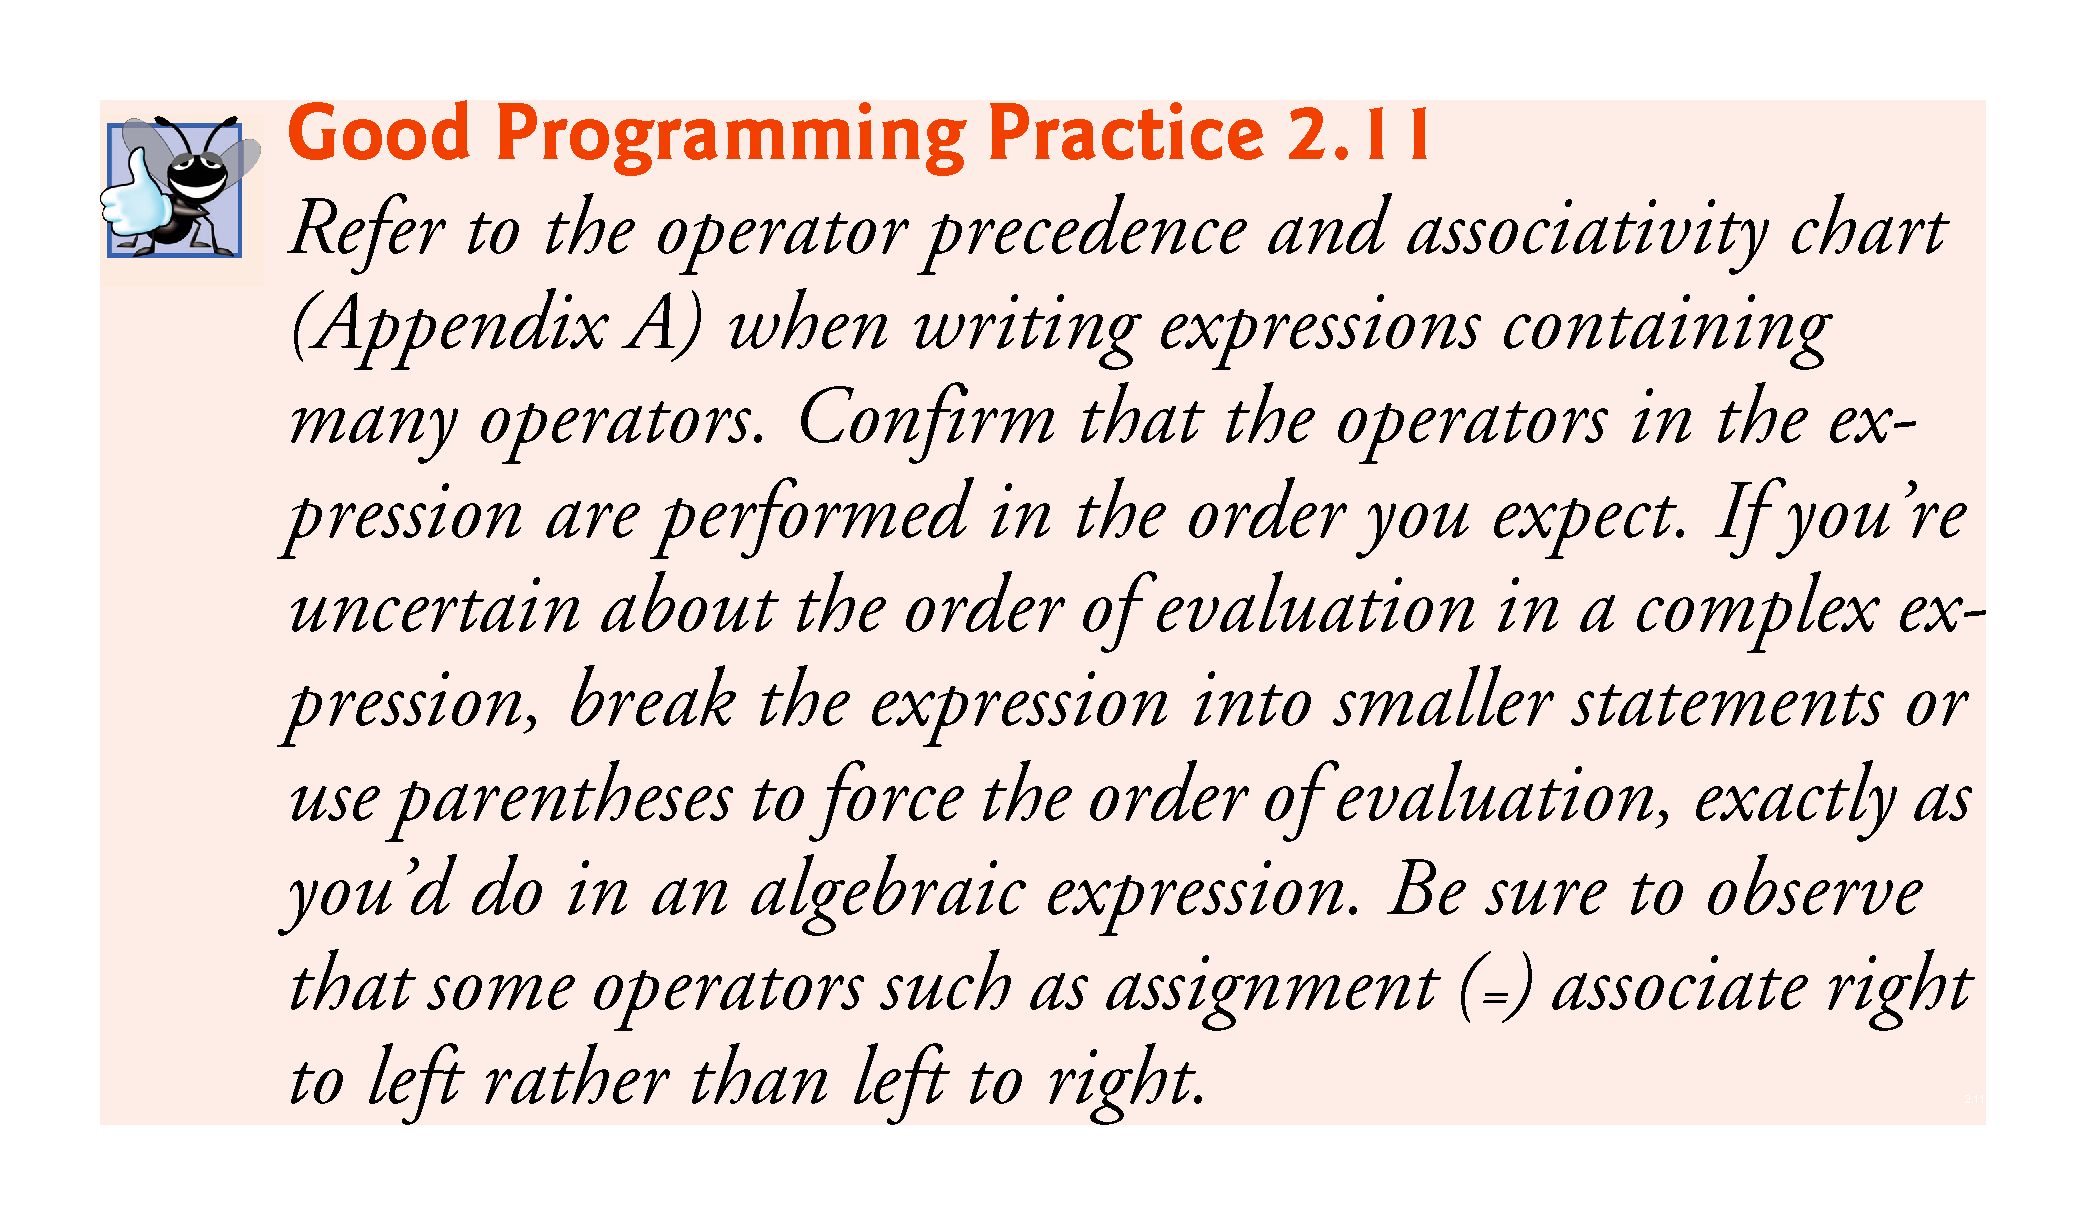 Good Programming Practice 2.11
Refer to the operator precedence and associativity chart
(Appendix A) when writing expressions containing
many operators. Confirm that the operators in the ex-
pression are performed in the order you expect. If you’re
uncertain about the order of evaluation in a complex ex-
pression, break the expression into smaller statements or
use parentheses to force the order of evaluation, exactly as
you’d do in an algebraic expression. Be sure to observe
that some operators such as assignment (=) associate right
to left rather than left to right.
2.11